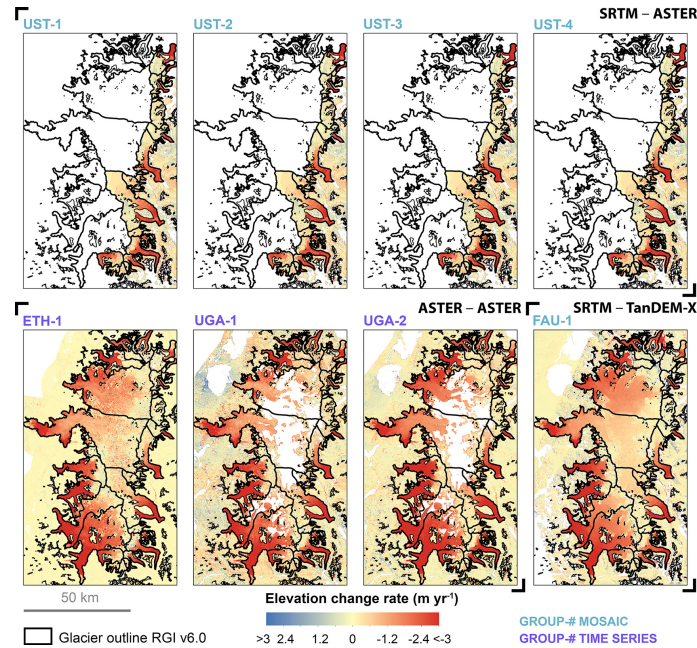 SRTM – ASTER
UST-1 UST-2 UST-3 UST-4
ASTER – ASTER SRTM – TanDEM-X
ETH-1 UGA-1 UGA-2 FAU-1
50 km
Elevation change rate (m yr⁻¹)
>3 2.4 1.2 0 -1.2 -2.4 <-3
Glacier outline RGI v6.0
GROUP-# MOSAIC
GROUP-# TIME SERIES